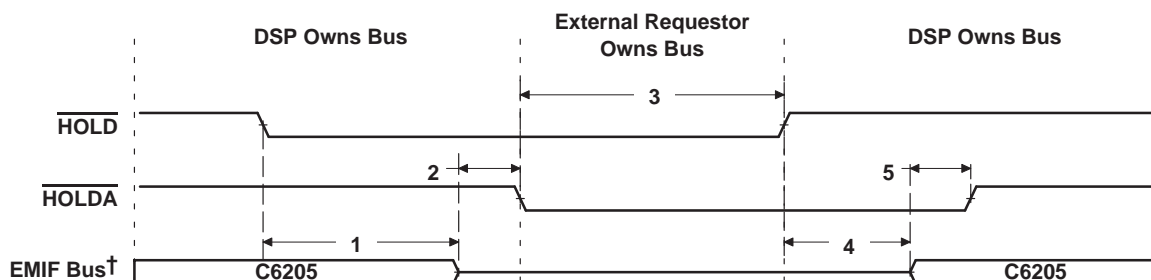 DSP Owns Bus
External Requestor
Owns Bus
DSP Owns Bus
3
HOLD
2
5
HOLDA
1
4
EMIF Bus†
C6205
C6205